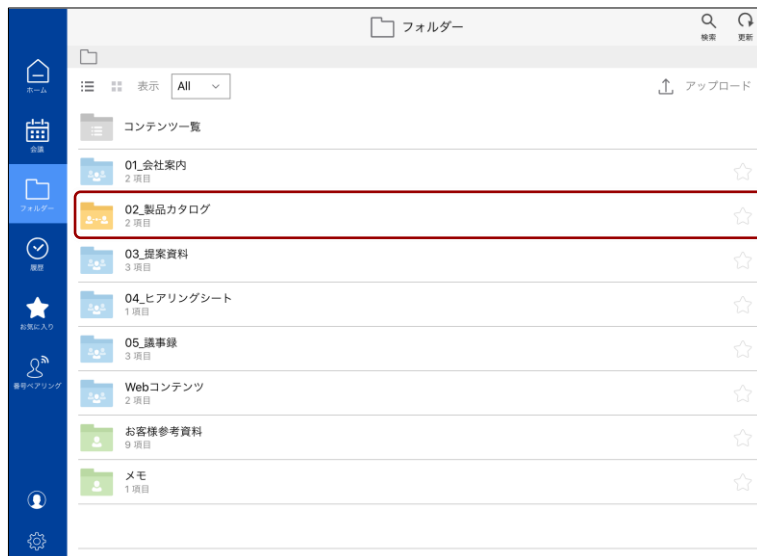 フォルダー
検索
更新
ホーム
会議
フォルダー
履歴
お気に入り
番号ペアリング
表示
All
アップロード
コンテンツ一覧
01_会社案内
2 項目
02_製品カタログ
2 項目
03_提案資料
3 項目
04_ヒアリングシート
1 項目
05_議事録
3 項目
Webコンテンツ
2 項目
お客様参考資料
9 項目
メモ
1 項目